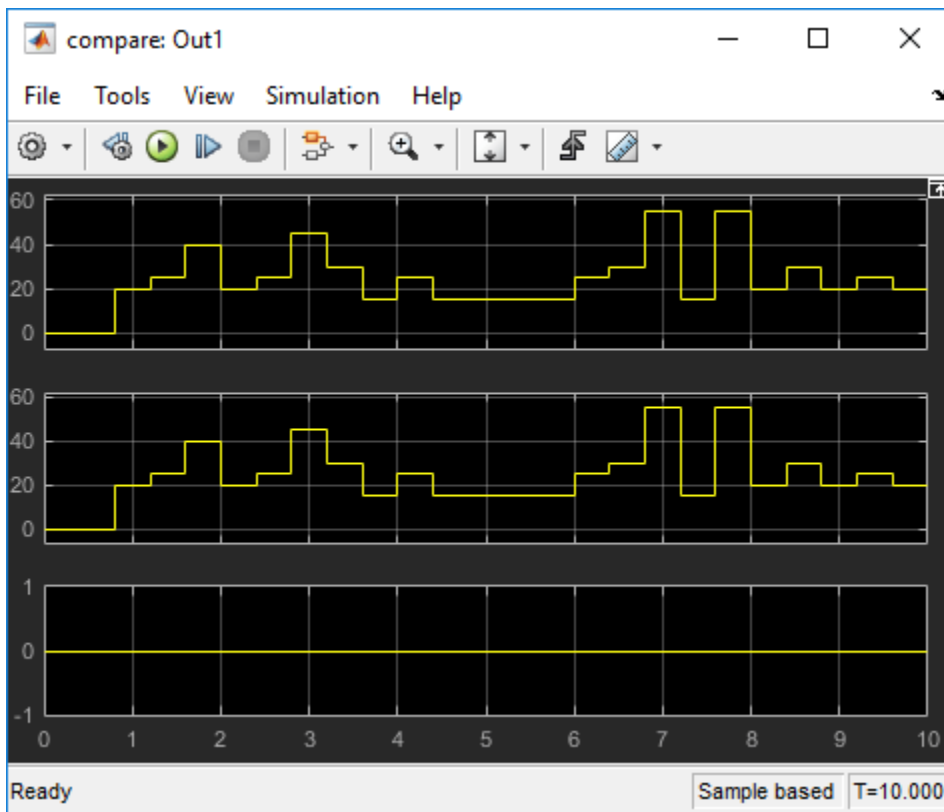 compare: Out1
File Tools View Simulation Help
60
40
20
0
60
40
20
0
1
0
-1
0 1 2 3 4 5 6 7 8 9 10
Ready Sample based T=10.000